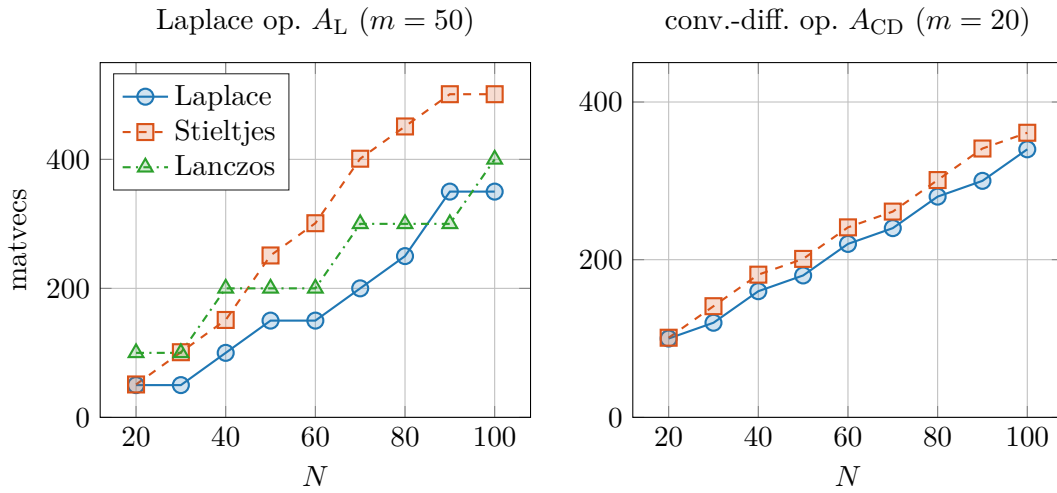 Laplace op. A_L (m = 50)
Laplace
Stieltjes
Lanczos
matvecs
400
200
0
20 40 60 80 100
N
conv.-diff. op. A_CD (m = 20)
400
200
0
20 40 60 80 100
N